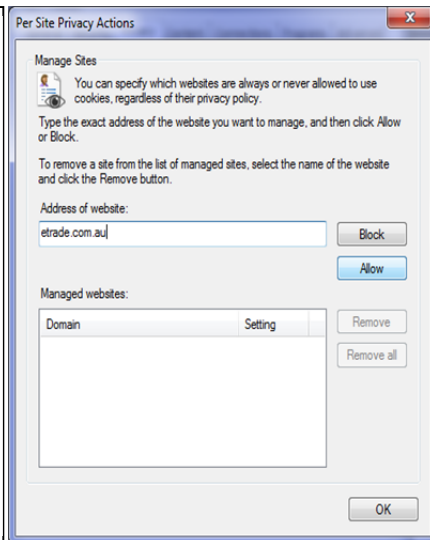 Per Site Privacy Actions
Manage Sites
You can specify which websites are always or never allowed to use
cookies, regardless of their privacy policy.
Type the exact address of the website you want to manage, and then click Allow
or Block.
To remove a site from the list of managed sites, select the name of the website
and click the Remove button.
Address of website:
etrade.com.au
Block
Allow
Managed websites:
Domain Setting
Remove
Remove all
OK